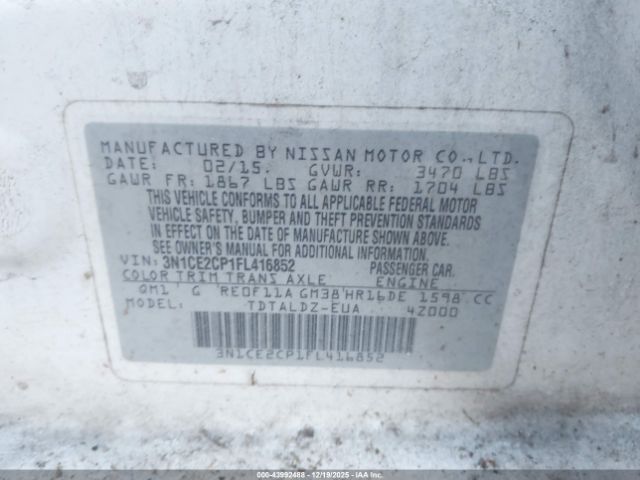 MANUFACTURED BY NISSAN MOTOR CO., LTD.
DATE: 02/15. GVWR: 3470 LBS
GAWR FR: 1867 LBS GAWR RR: 1704 LBS
THIS VEHICLE CONFORMS TO ALL APPLICABLE FEDERAL MOTOR
VEHICLE SAFETY, BUMPER AND THEFT PREVENTION STANDARDS
IN EFFECT ON THE DATE OF MANUFACTURE SHOWN ABOVE.
SEE OWNER'S MANUAL FOR ADDITIONAL INFORMATION.
VIN: 3N1CE2CP1FL416852 PASSENGER CAR.
COLOR TRIM TRANS AXLE ENGINE
QM1 G RE0F11A GM38 HR16DE 1598 CC
MODEL: TDTALDZ-EUA 4Z000
3N1CE2CP1FL416852
000-43992488 - 12/19/2025 - IAAI.COM